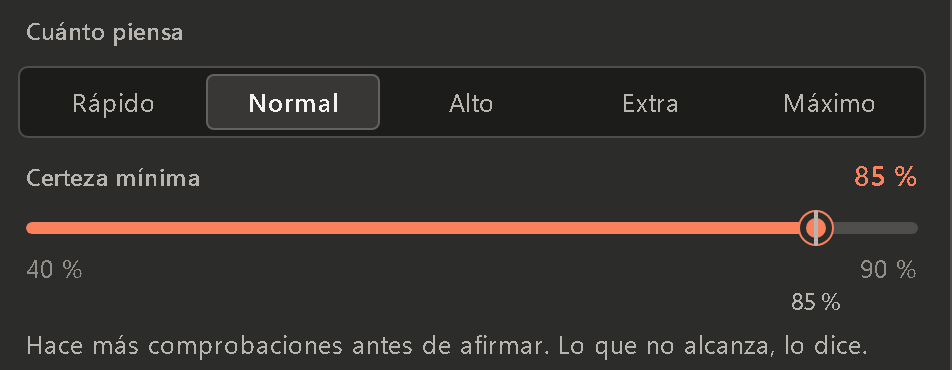 Cuánto piensa
Rápido Normal Alto Extra Máximo
Certeza mínima 85 %
40 % 90 %
85 %
Hace más comprobaciones antes de afirmar. Lo que no alcanza, lo dice.